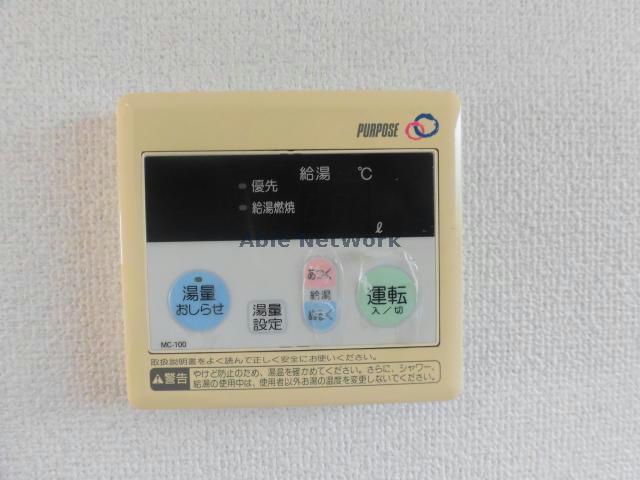 PURPOSE
給湯 ℃
優先
給湯燃焼
ℓ
Able Network
湯量
おしらせ
湯量
設定
あつく
給湯
ぬるく
運転
入/切
MC-100
取扱説明書をよく読んで正しく安全にお使いください。
警告
やけど防止のため、湯温を確かめてください。さらに、シャワー、
給湯の使用中は、使用者以外お湯の温度を変更しないでください。